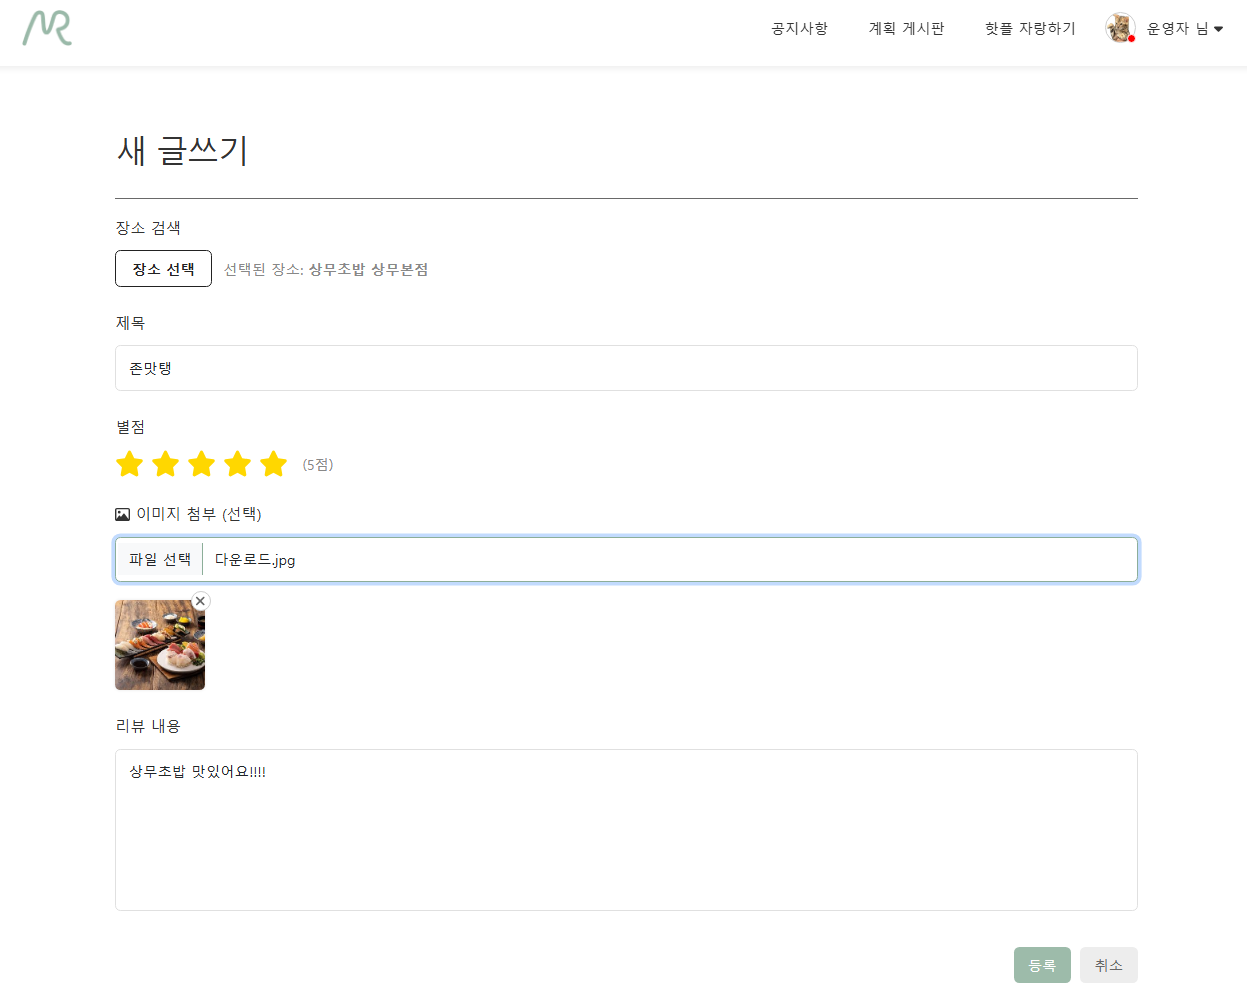 NR
공지사항
계획 게시판
핫플 자랑하기
운영자 님
새 글쓰기
장소 검색
장소 선택
선택된 장소: 상무초밥 상무본점
제목
존맛탱
별점
(5점)
이미지 첨부 (선택)
파일 선택
다운로드.jpg
리뷰 내용
상무초밥 맛있어요!!!!
등록
취소